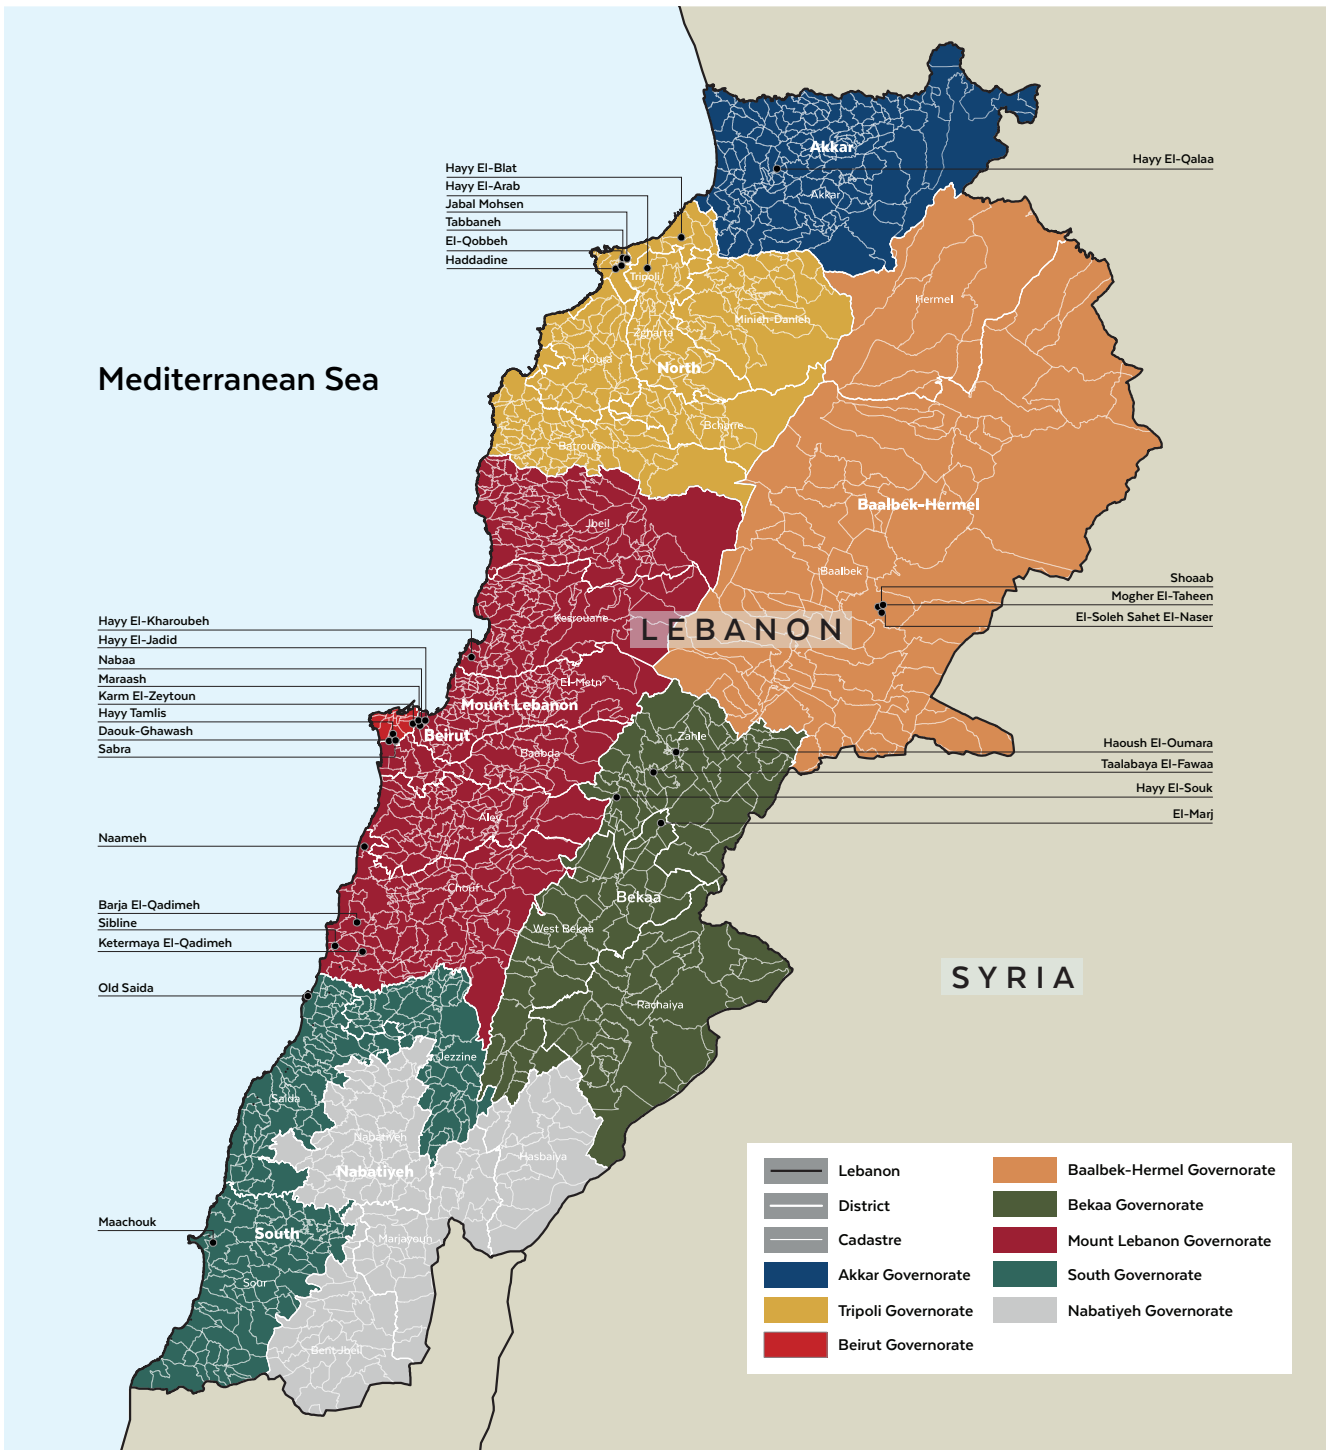 Akkar
Hayy El-Qalaa
Akkar
Hayy El-Blat
Hayy El-Arab
Jabal Mohsen
Tabbaneh
El-Qobbeh
Haddadine
Tripoli
Hermel
Minieh-Danieh
Zgharta
Koura
North
Mediterranean Sea
Bcharre
Batroun
Baalbek-Hermel
Jbeil
Baalbek
Shoaab
Mogher El-Taheen
El-Soleh Sahet El-Naser
Kesrouane
LEBANON
Hayy El-Kharoubeh
Hayy El-Jadid
Nabaa
Maraash
Karm El-Zeytoun
Hayy Tamlis
Daouk-Ghawash
Sabra
El-Metn
Mount Lebanon
Beirut
Baabda
Zahle
Haoush El-Oumara
Taalabaya El-Fawaa
Hayy El-Souk
El-Marj
Aley
Naameh
Chouf
Bekaa
Barja El-Qadimeh
Sibline
Ketermaya El-Qadimeh
West Bekaa
SYRIA
Old Saida
Rachaiya
Jezzine
Saida
Nabatiyeh
Nabatiyeh
Hasbaiya
Maachouk
South
Marjayoun
Sour
Bent Jbeil
Lebanon
District
Cadastre
Akkar Governorate
Tripoli Governorate
Beirut Governorate
Baalbek-Hermel Governorate
Bekaa Governorate
Mount Lebanon Governorate
South Governorate
Nabatiyeh Governorate